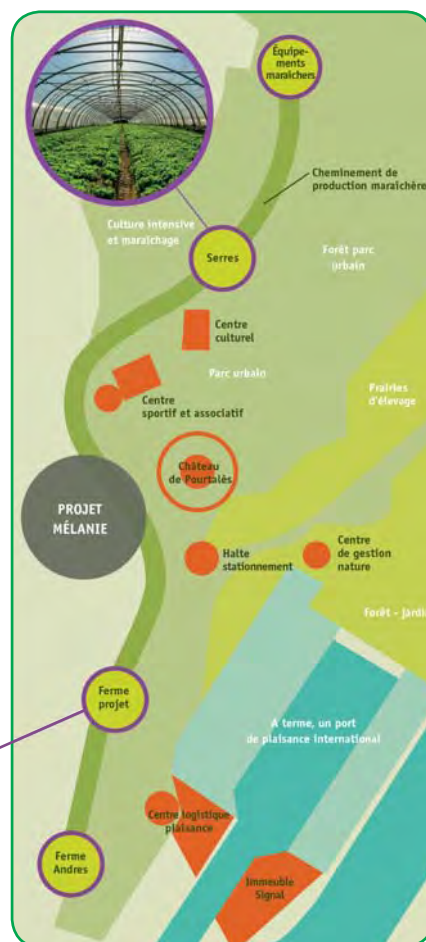 Équipe-
ments
maraîchers
Cheminement de
production maraîchère
Culture intensive
et maraîchage
Serres
Forêt parc
urbain
Centre
culturel
Parc urbain
Prairies
d'élevage
Centre
sportif et associatif
Château
de Pourtalès
PROJET
MÉLANIE
Halte
stationnement
Centre
de gestion
nature
Forêt - jardin
Ferme
projet
A terme, un port
de plaisance international
Centre logistique
plaisance
Ferme
Andres
Immeuble
Signal